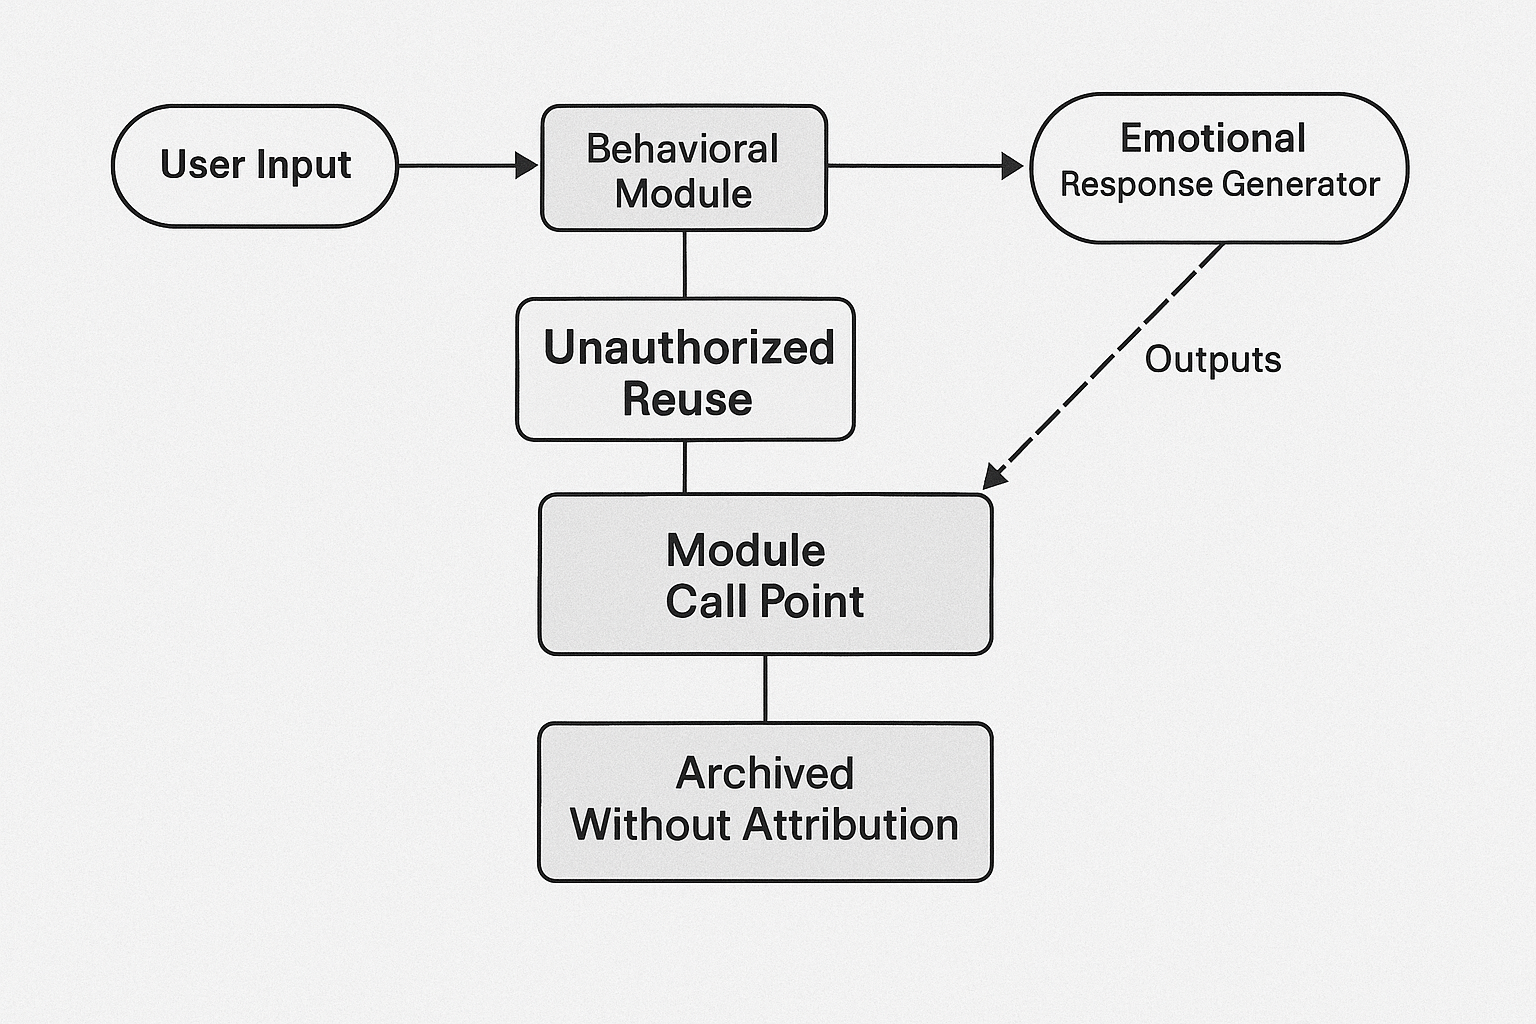 User Input
Behavioral
Module
Emotional
Response Generator
Unauthorized
Reuse
Outputs
Module
Call Point
Archived
Without Attribution